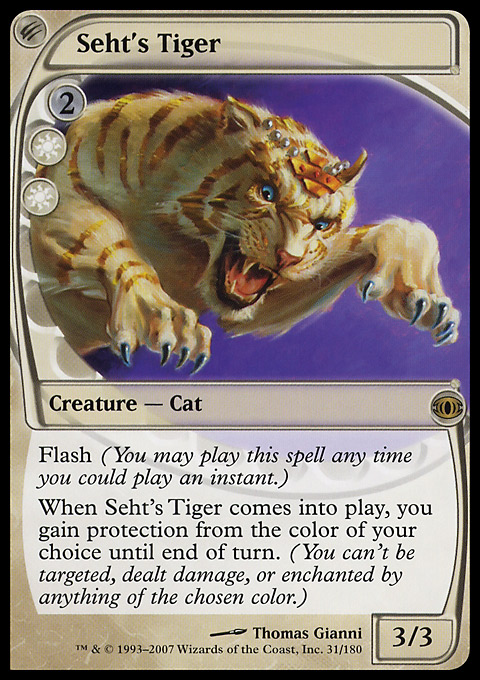 Seht's Tiger
2
Creature — Cat
Flash (You may play this spell any time
you could play an instant.)
When Seht's Tiger comes into play, you
gain protection from the color of your
choice until end of turn. (You can't be
targeted, dealt damage, or enchanted by
anything of the chosen color.)
Thomas Gianni
3/3
™ & © 1993–2007 Wizards of the Coast, Inc. 31/180